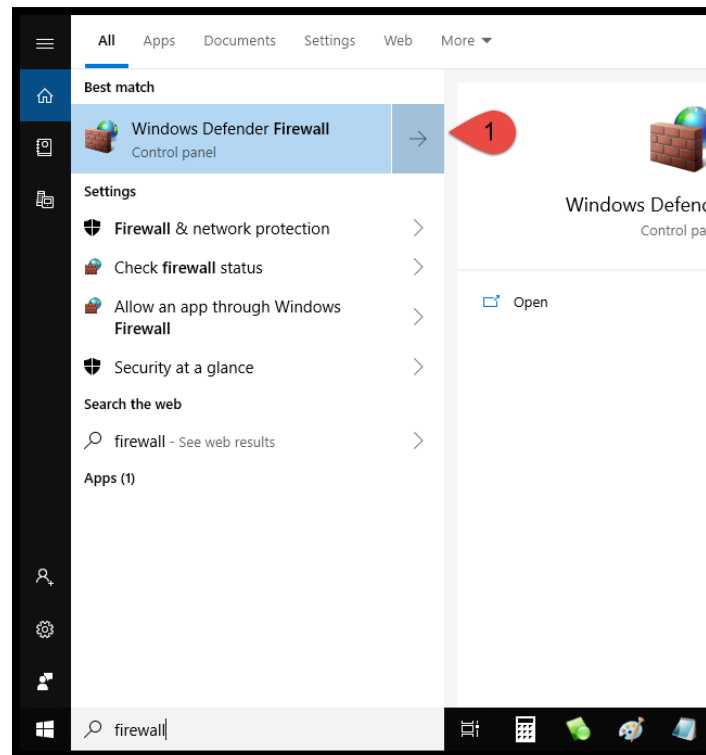 All Apps Documents Settings Web More
Best match
Windows Defender Firewall
Control panel
1
Settings
Firewall & network protection
Check firewall status
Allow an app through Windows
Firewall
Security at a glance
Search the web
firewall - See web results
Apps (1)
Windows Defend
Control pa
Open
firewall